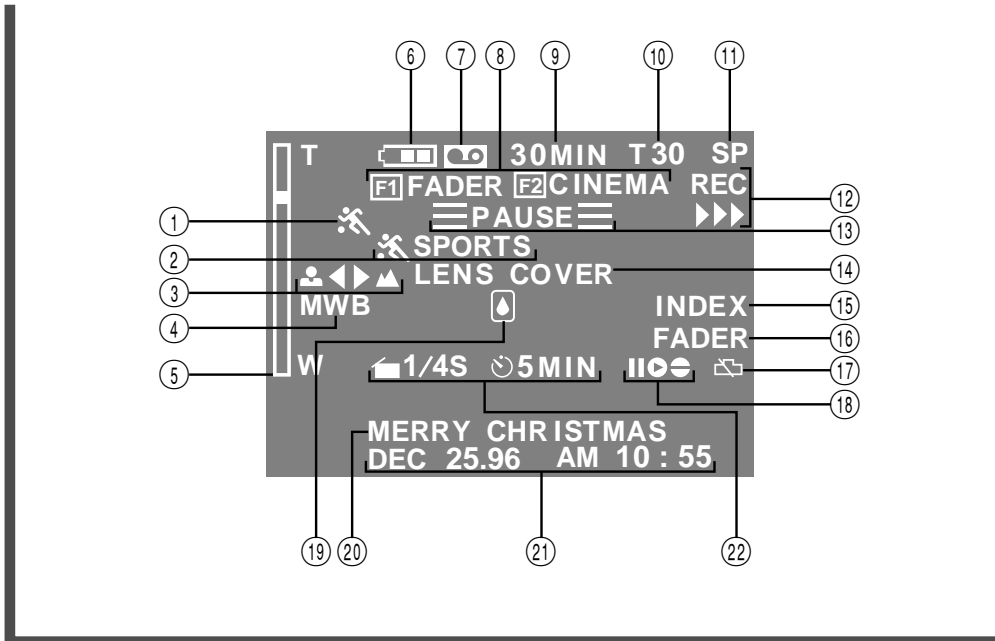 6 7 8 9 10 11
T 30MIN T30 SP
F1 FADER F2 CINEMA REC
12
PAUSE
1
13
SPORTS
2
LENS COVER 14
3
MWB INDEX 15
4
FADER 16
5 W 1/4S 5MIN 17
18
MERRY CHRISTMAS
DEC 25.96 AM 10:55
19 20 21 22